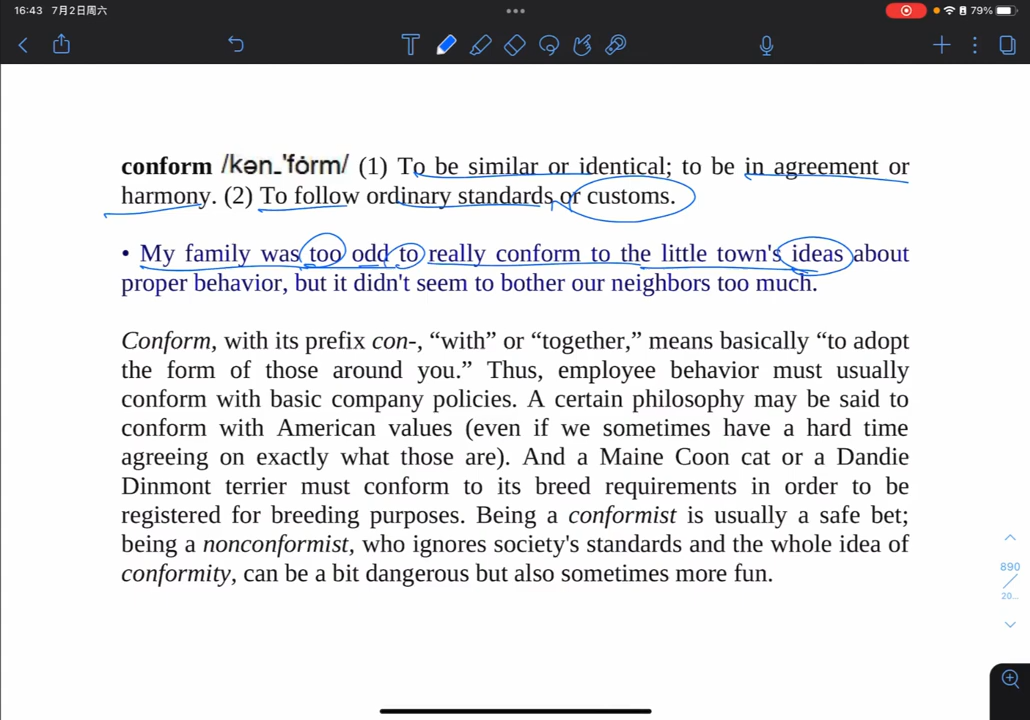 16:43 7月2日周六
79%
conform /kən-ˈfȯrm/ (1) To be similar or identical; to be in agreement or
harmony. (2) To follow ordinary standards or customs.
• My family was too odd to really conform to the little town's ideas about
proper behavior, but it didn't seem to bother our neighbors too much.
Conform, with its prefix con-, “with” or “together,” means basically “to adopt
the form of those around you.” Thus, employee behavior must usually
conform with basic company policies. A certain philosophy may be said to
conform with American values (even if we sometimes have a hard time
agreeing on exactly what those are). And a Maine Coon cat or a Dandie
Dinmont terrier must conform to its breed requirements in order to be
registered for breeding purposes. Being a conformist is usually a safe bet;
being a nonconformist, who ignores society's standards and the whole idea of
conformity, can be a bit dangerous but also sometimes more fun.
890
20...